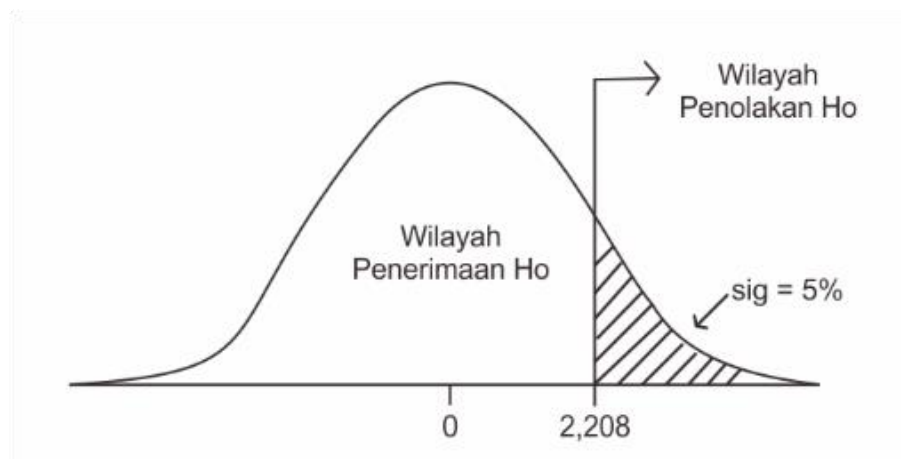 Wilayah
Penolakan Ho
Wilayah
Penerimaan Ho
sig = 5%
0
2,208